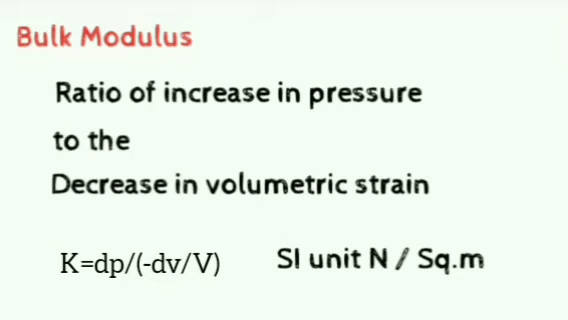 Bulk Modulus
Ratio of increase in pressure
to the
Decrease in volumetric strain
K=dp/(-dv/V) SI unit N / Sq.m